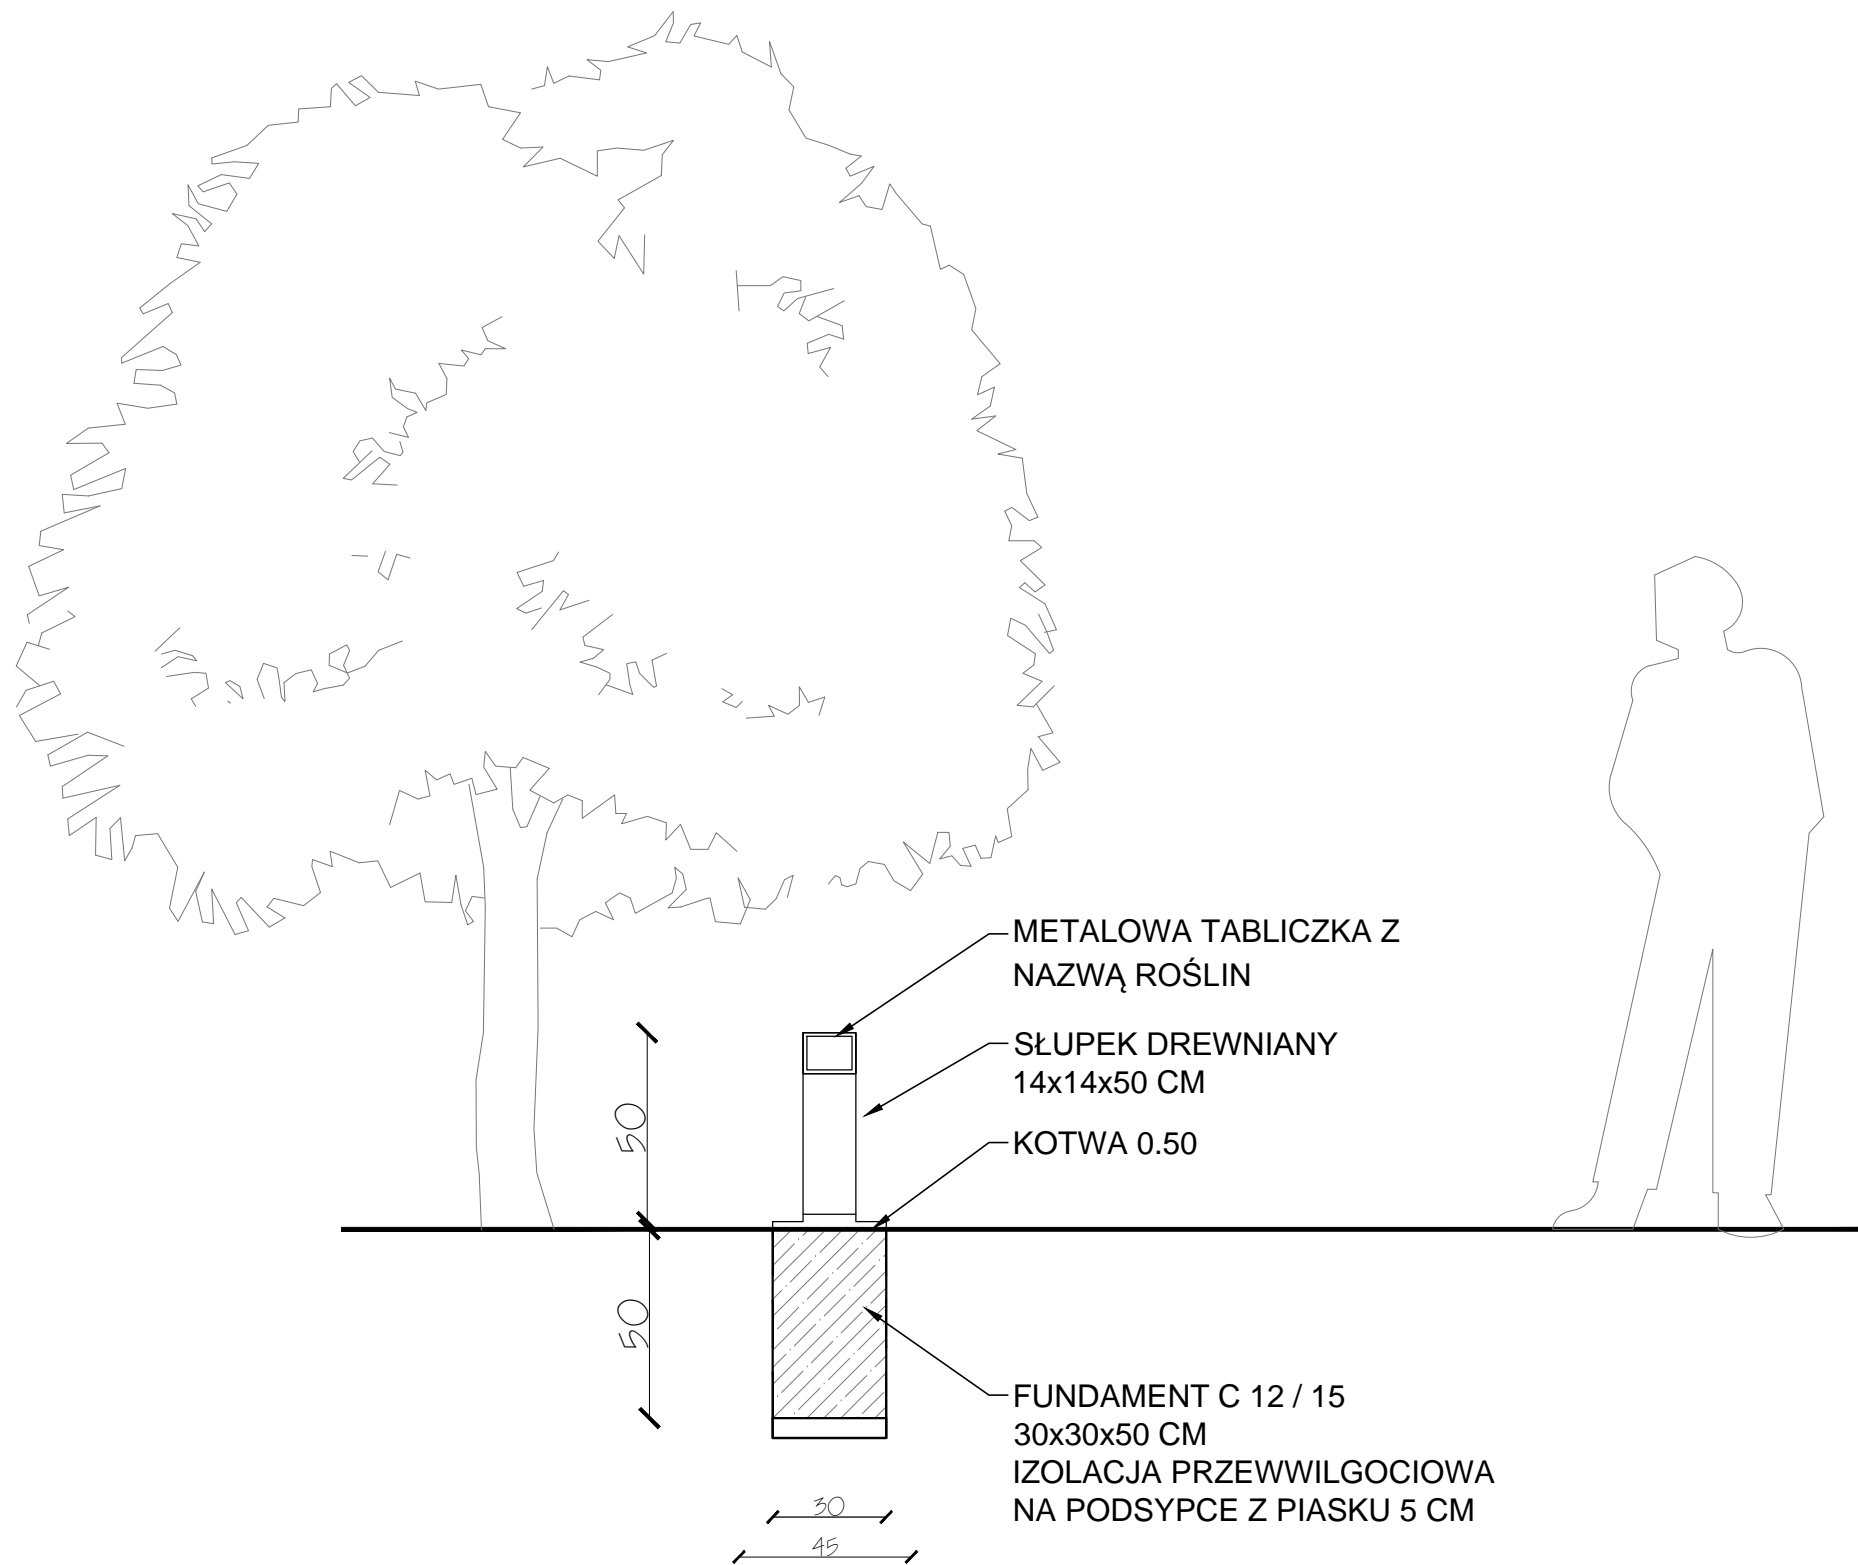 METALOWA TABLICZKA Z
NAZWĄ ROŚLIN
SŁUPEK DREWNIANY
14x14x50 CM
50
KOTWA 0.50
50
FUNDAMENT C 12 / 15
30x30x50 CM
IZOLACJA PRZEWWILGOCIOWA
NA PODSYPCE Z PIASKU 5 CM
30
45